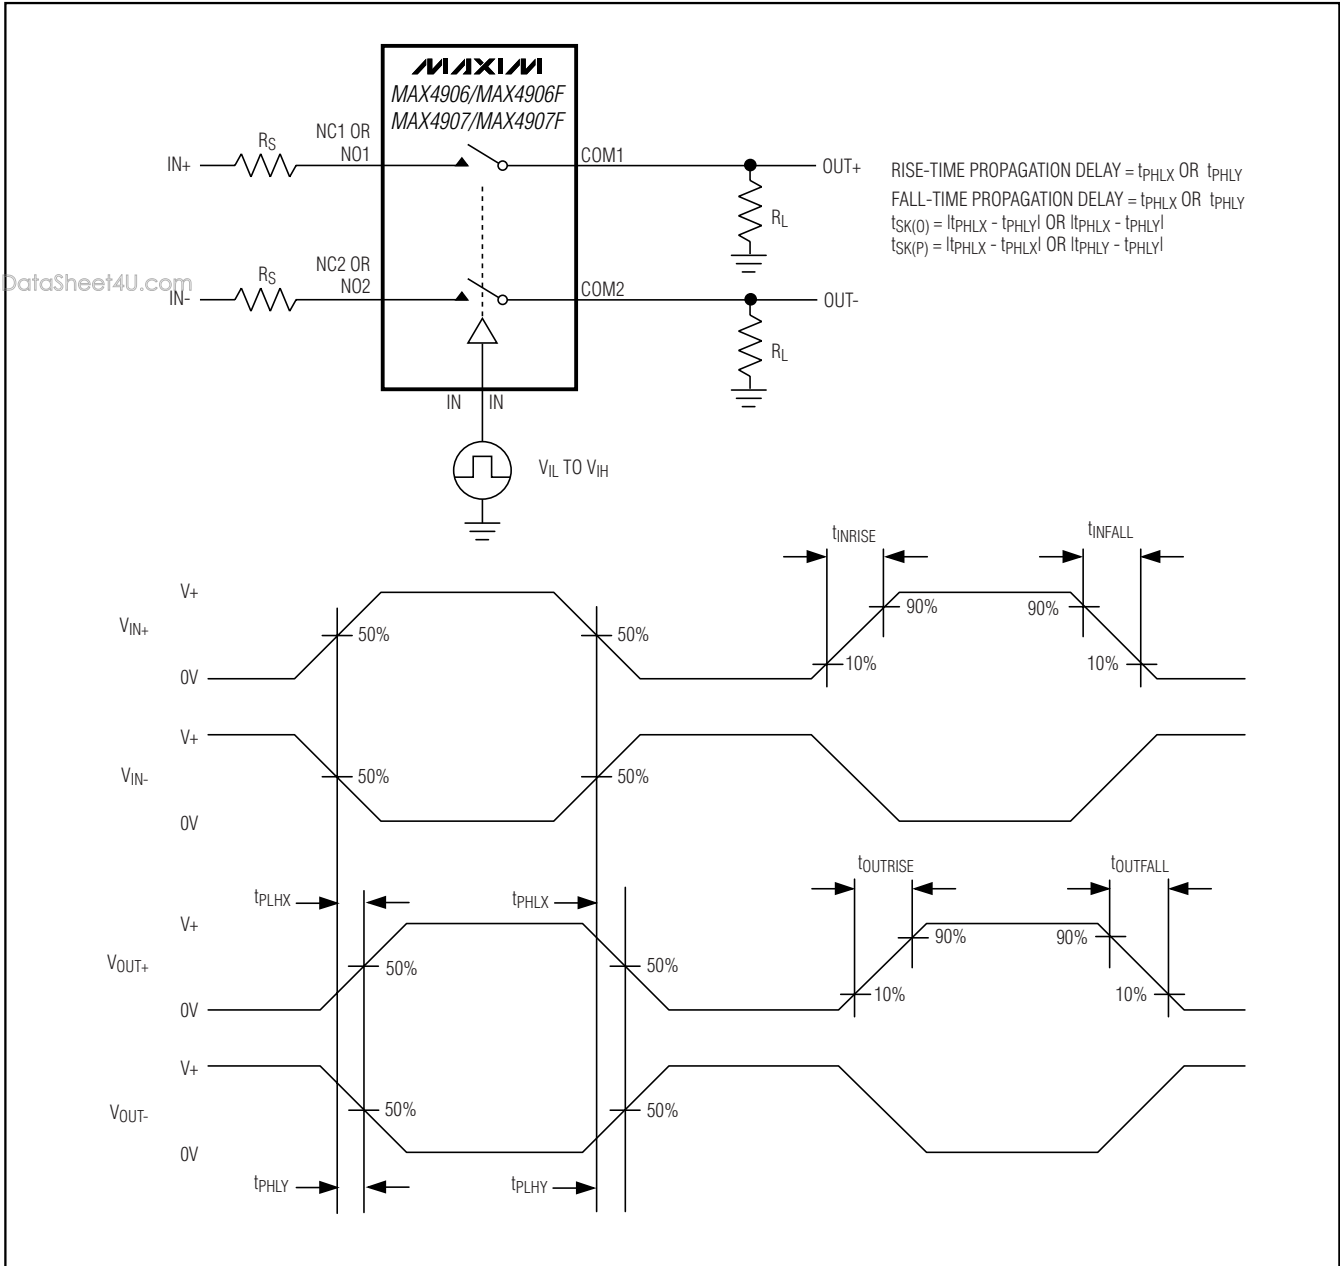 MAXIM
MAX4906/MAX4906F
MAX4907/MAX4907F
IN+
RS
NC1 OR
NO1
COM1
OUT+
RL
RISE-TIME PROPAGATION DELAY = tPHLX OR tPHLY
FALL-TIME PROPAGATION DELAY = tPHLX OR tPHLY
tSK(O) = |tPHLX - tPHLY| OR |tPHLX - tPHLY|
tSK(P) = |tPHLX - tPHLX| OR |tPHLY - tPHLY|
DataSheet4U.com
IN-
RS
NC2 OR
NO2
COM2
OUT-
RL
IN IN
VIL TO VIH
tINRISE
tINFALL
V+
VIN+
0V
50%
50%
90%
90%
10%
10%
V+
VIN-
0V
50%
50%
tOUTRISE
tOUTFALL
tPLHX
tPHLX
V+
VOUT+
0V
50%
50%
90%
90%
10%
10%
V+
VOUT-
0V
50%
50%
tPHLY
tPLHY